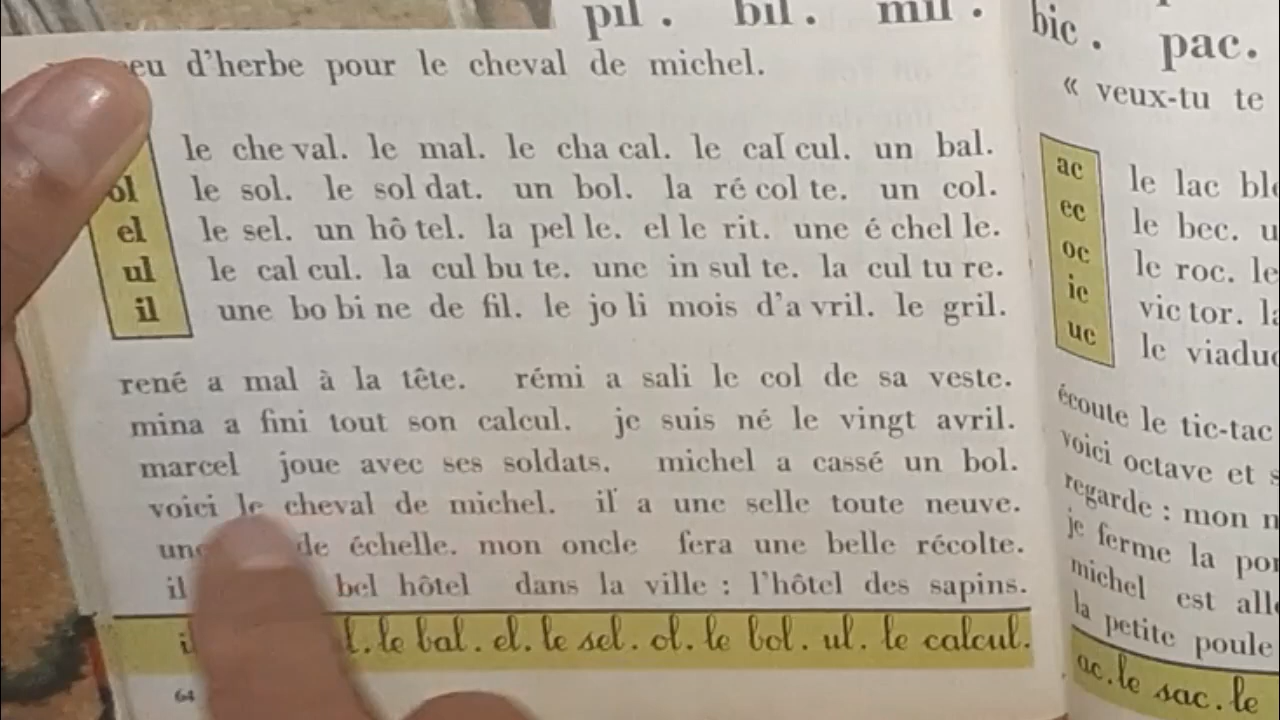 pil. bil. mil.
d'herbe pour le cheval de michel.
le che val. le mal. le cha cal. le cal cul. un bal.
ol le sol. le sol dat. un bol. la ré col te. un col.
el le sel. un hô tel. la pel le. el le rit. une é chel le.
ul le cal cul. la cul bu te. une in sul te. la cul tu re.
il une bo bi ne de fil. le jo li mois d'a vril. le gril.
rené a mal à la tête. rémi a sali le col de sa veste.
mina a fini tout son calcul. je suis né le vingt avril.
marcel joue avec ses soldats. michel a cassé un bol.
voici le cheval de michel. il a une selle toute neuve.
de échelle. mon oncle fera une belle récolte.
il bel hôtel dans la ville : l'hôtel des sapins.
le bal. el. le sel. ol. le bol. ul. le calcul.
64
bic. pac.
« veux-tu te
ac le lac
ec le bec.
oc le roc. le
ic vic tor.
uc le
écoute le tic-tac
voici octave et
regarde : mon
je ferme la
michel est
la petite poule
ac. le sac. le